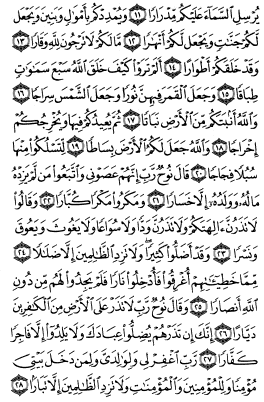 يُرْسِلِ ٱلسَّمَآءَ عَلَيْكُم مِّدْرَارًا ١١ وَيُمْدِدْكُم بِأَمْوَٰلٍ وَبَنِينَ وَيَجْعَل
لَّكُمْ جَنَّٰتٍ وَيَجْعَل لَّكُمْ أَنْهَٰرًا ١٢ مَّا لَكُمْ لَا تَرْجُونَ لِلَّهِ وَقَارًا ١٣
وَقَدْ خَلَقَكُمْ أَطْوَارًا ١٤ أَلَمْ تَرَوْا۟ كَيْفَ خَلَقَ ٱللَّهُ سَبْعَ سَمَٰوَٰتٍ
طِبَاقًا ١٥ وَجَعَلَ ٱلْقَمَرَ فِيهِنَّ نُورًا وَجَعَلَ ٱلشَّمْسَ سِرَاجًا ١٦
وَٱللَّهُ أَنۢبَتَكُم مِّنَ ٱلْأَرْضِ نَبَاتًا ١٧ ثُمَّ يُعِيدُكُمْ فِيهَا وَيُخْرِجُكُمْ
إِخْرَاجًا ١٨ وَٱللَّهُ جَعَلَ لَكُمُ ٱلْأَرْضَ بِسَاطًا ١٩ لِّتَسْلُكُوا۟ مِنْهَا
سُبُلًا فِجَاجًا ٢٠ قَالَ نُوحٌ رَّبِّ إِنَّهُمْ عَصَوْنِى وَٱتَّبَعُوا۟ مَن لَّمْ يَزِدْهُ
مَالُهُۥ وَوَلَدُهُۥٓ إِلَّا خَسَارًا ٢١ وَمَكَرُوا۟ مَكْرًا كُبَّارًا ٢٢ وَقَالُوا۟
لَا تَذَرُنَّ ءَالِهَتَكُمْ وَلَا تَذَرُنَّ وَدًّا وَلَا سُوَاعًا وَلَا يَغُوثَ وَيَعُوقَ
وَنَسْرًا ٢٣ وَقَدْ أَضَلُّوا۟ كَثِيرًا وَلَا تَزِدِ ٱلظَّٰلِمِينَ إِلَّا ضَلَٰلًا ٢٤
مِّمَّا خَطِيٓـَٰٔتِهِمْ أُغْرِقُوا۟ فَأُدْخِلُوا۟ نَارًا فَلَمْ يَجِدُوا۟ لَهُم مِّن دُونِ
ٱللَّهِ أَنصَارًا ٢٥ وَقَالَ نُوحٌ رَّبِّ لَا تَذَرْ عَلَى ٱلْأَرْضِ مِنَ ٱلْكَٰفِرِينَ
دَيَّارًا ٢٦ إِنَّكَ إِن تَذَرْهُمْ يُضِلُّوا۟ عِبَادَكَ وَلَا يَلِدُوٓا۟ إِلَّا فَاجِرًا
كَفَّارًا ٢٧ رَّبِّ ٱغْفِرْ لِى وَلِوَٰلِدَىَّ وَلِمَن دَخَلَ بَيْتِىَ
مُؤْمِنًا وَلِلْمُؤْمِنِينَ وَٱلْمُؤْمِنَٰتِ وَلَا تَزِدِ ٱلظَّٰلِمِينَ إِلَّا تَبَارًۢا ٢٨